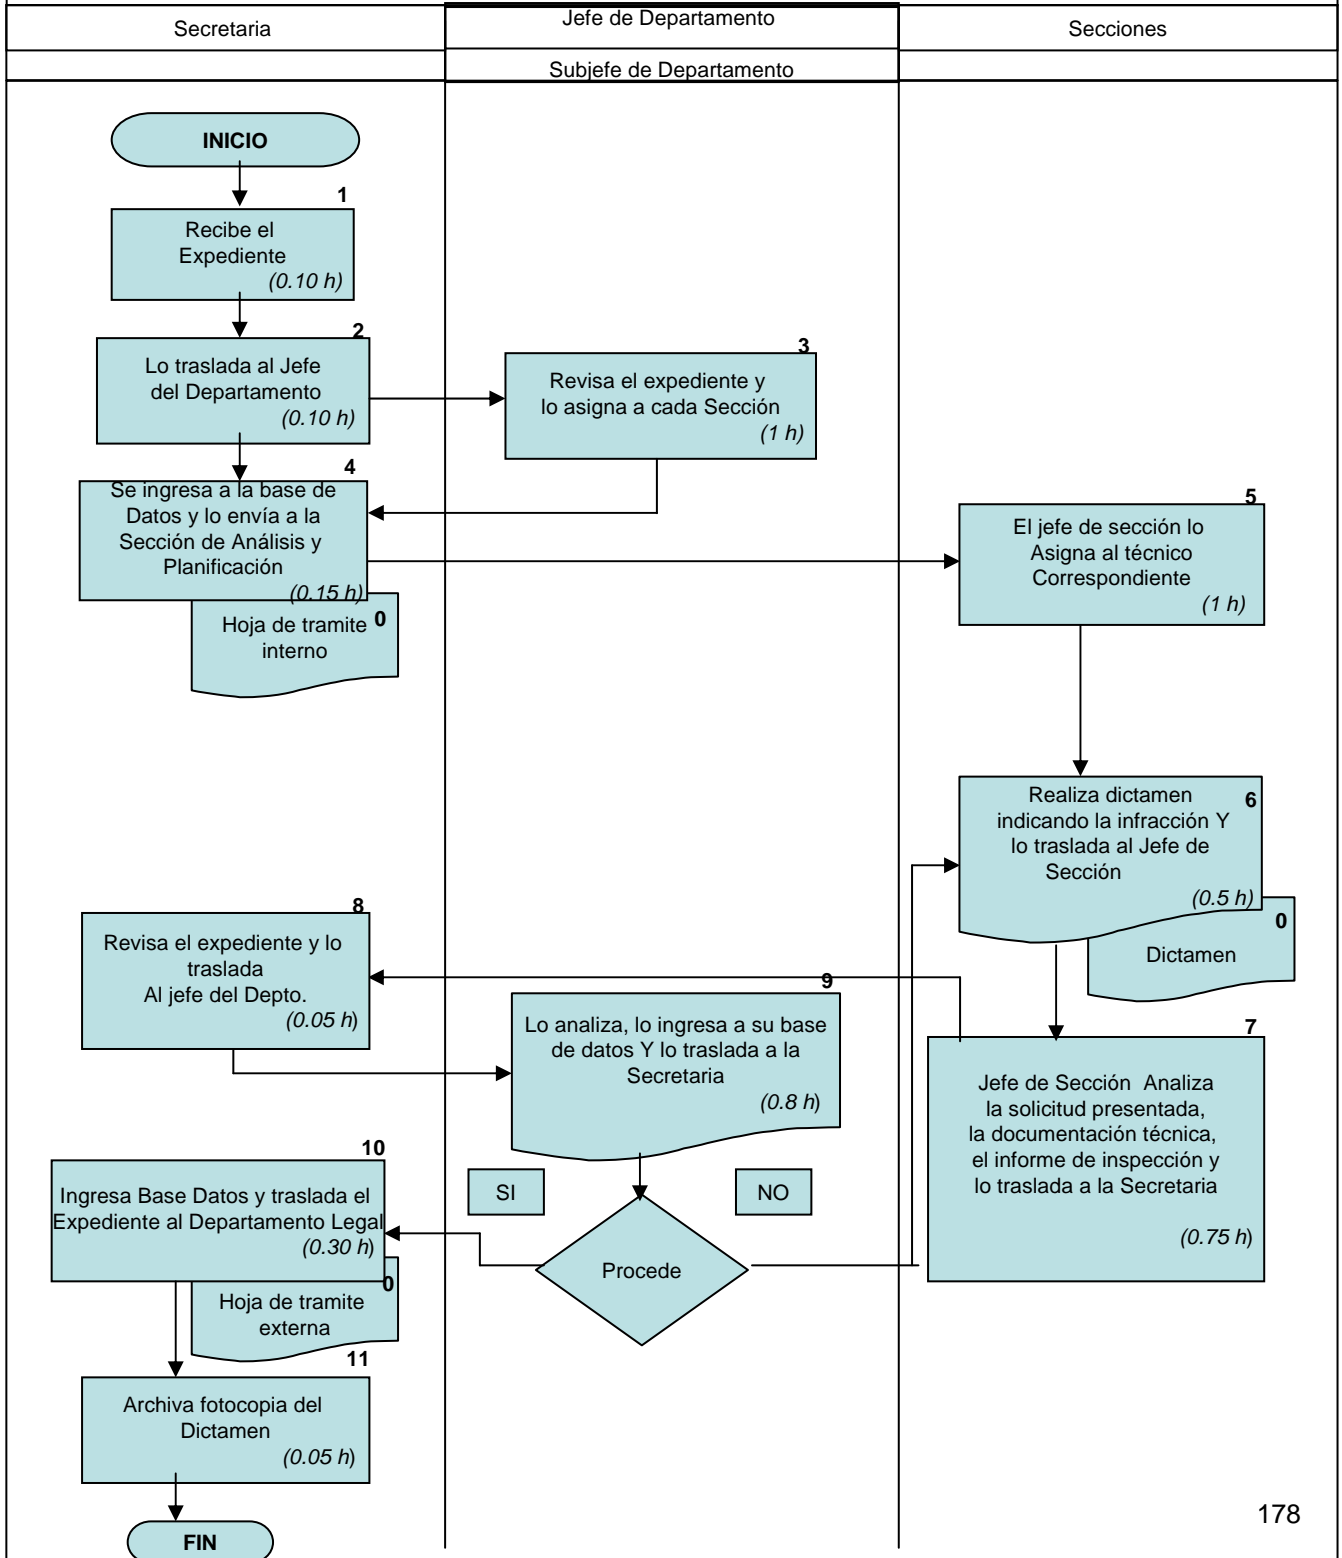 Secretaria
Jefe de Departamento
Subjefe de Departamento
Secciones
INICIO
1
Recibe el
Expediente
(0.10 h)
2
Lo traslada al Jefe
del Departamento
(0.10 h)
3
Revisa el expediente y
lo asigna a cada Sección
(1 h)
4
Se ingresa a la base de
Datos y lo envía a la
Sección de Análisis y
Planificación
(0.15 h)
0
Hoja de tramite
interno
5
El jefe de sección lo
Asigna al técnico
Correspondiente
(1 h)
6
Realiza dictamen
indicando la infracción Y
lo traslada al Jefe de
Sección
(0.5 h)
0
Dictamen
7
Jefe de Sección Analiza
la solicitud presentada,
la documentación técnica,
el informe de inspección y
lo traslada a la Secretaria
(0.75 h)
8
Revisa el expediente y lo
traslada
Al jefe del Depto.
(0.05 h)
9
Lo analiza, lo ingresa a su base
de datos Y lo traslada a la
Secretaria
(0.8 h)
SI
NO
Procede
10
Ingresa Base Datos y traslada el
Expediente al Departamento Legal
(0.30 h)
0
Hoja de tramite
externa
11
Archiva fotocopia del
Dictamen
(0.05 h)
FIN
178